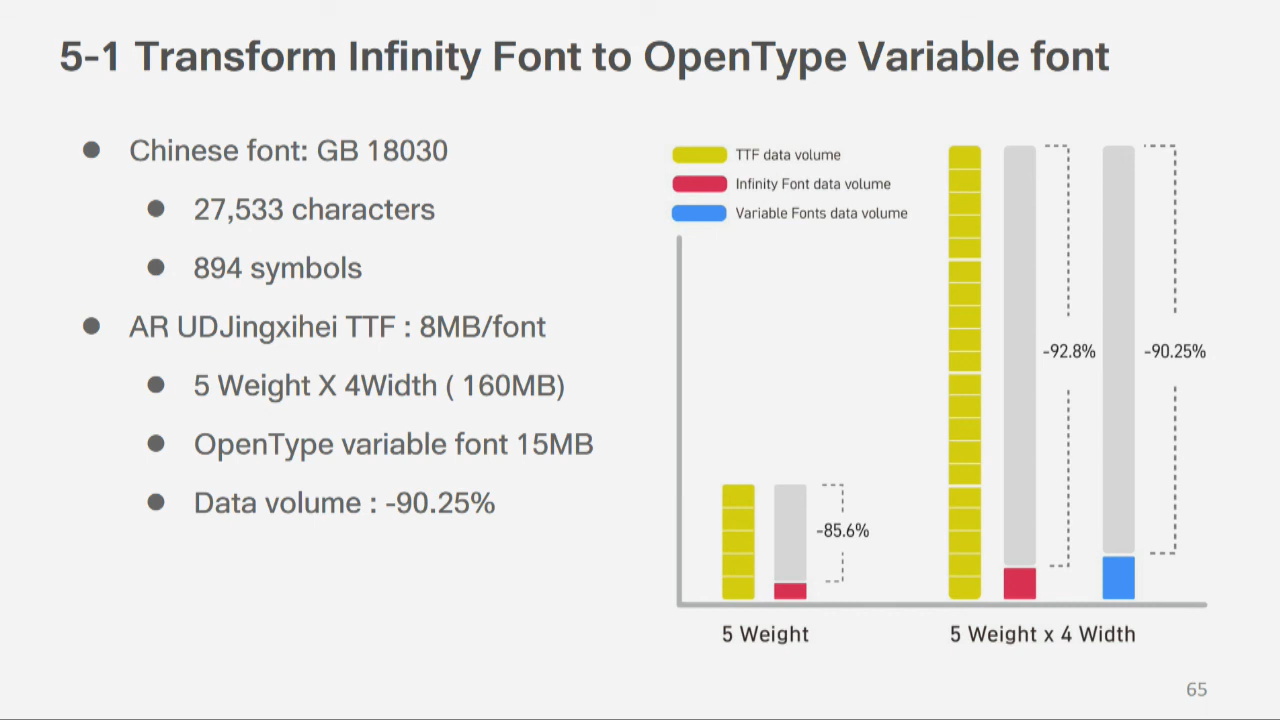 5-1 Transform Infinity Font to OpenType Variable font
● Chinese font: GB 18030
● 27,533 characters
● 894 symbols
● AR UDJingxihei TTF : 8MB/font
● 5 Weight X 4Width ( 160MB)
● OpenType variable font 15MB
● Data volume : -90.25%
TTF data volume
Infinity Font data volume
Variable Fonts data volume
-92.8%
-90.25%
-85.6%
5 Weight
5 Weight x 4 Width
65